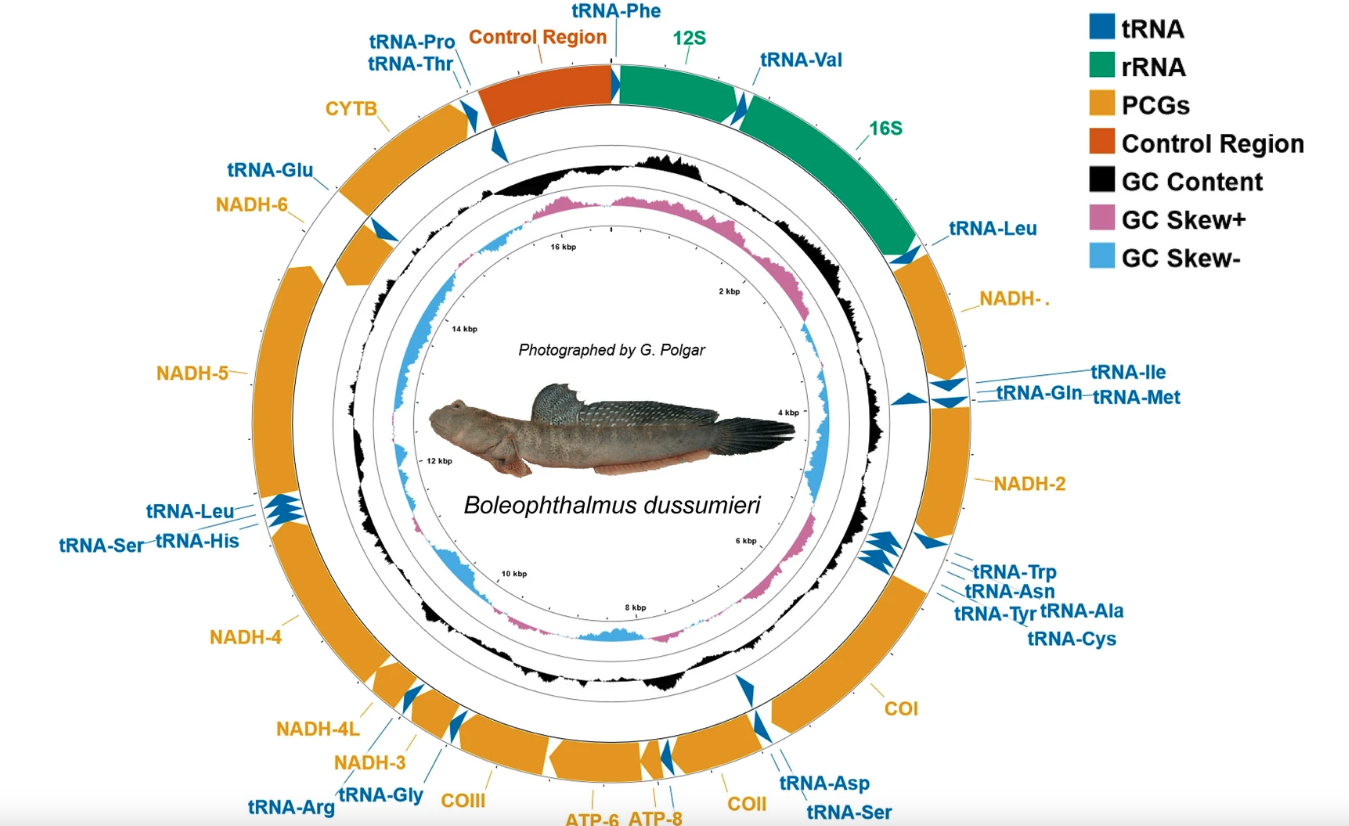 tRNA-Phe
Control Region
12S
tRNA-Pro
tRNA-Thr
tRNA-Val
CYTB
16S
tRNA-Glu
NADH-6
tRNA-Leu
NADH- .
NADH-5
tRNA-Ile
tRNA-Gln
tRNA-Met
NADH-2
tRNA-Leu
tRNA-Ser
tRNA-His
tRNA-Trp
tRNA-Asn
tRNA-Tyr
tRNA-Ala
tRNA-Cys
NADH-4
COI
NADH-4L
NADH-3
tRNA-Arg
tRNA-Gly
COIII
ATP-6
ATP-8
COII
tRNA-Asp
tRNA-Ser
16 kbp
2 kbp
14 kbp
4 kbp
12 kbp
6 kbp
10 kbp
8 kbp
Photographed by G. Polgar
Boleophthalmus dussumieri
tRNA
rRNA
PCGs
Control Region
GC Content
GC Skew+
GC Skew-